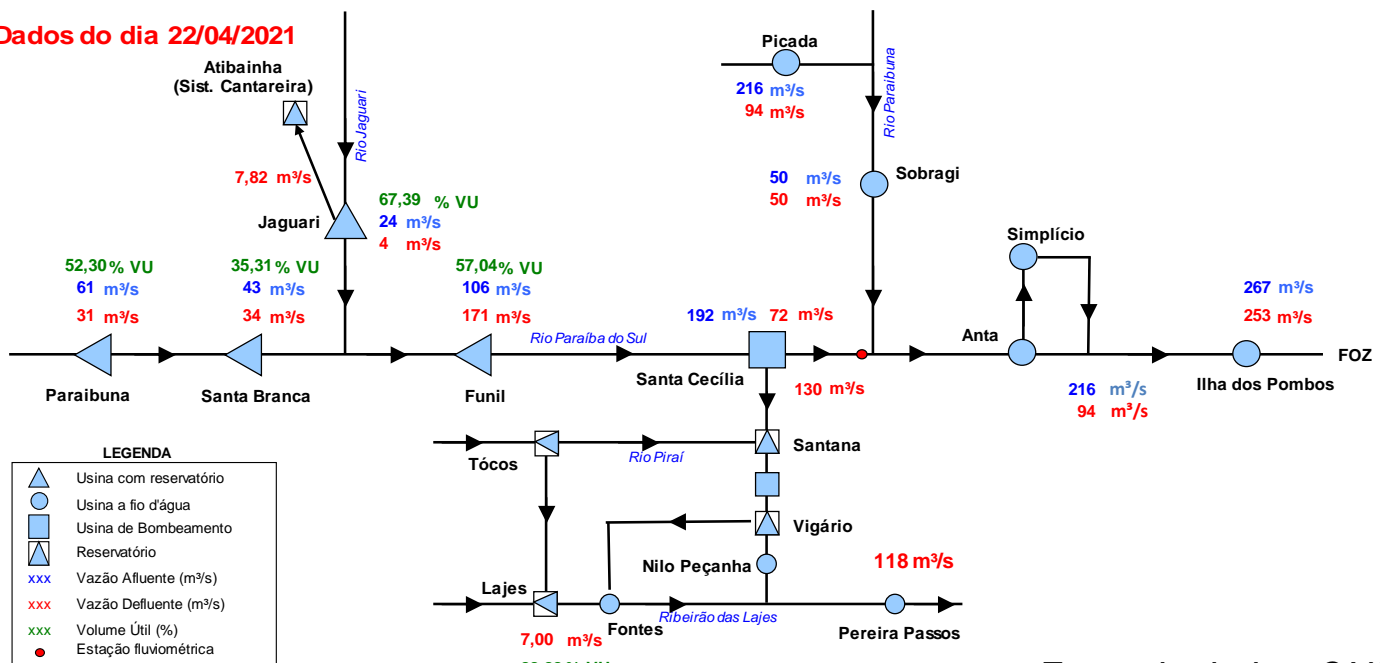 Dados do dia 22/04/2021
Atibainha
(Sist. Cantareira)
Rio Jaguari
7,82 m³/s
Jaguari
67,39 % VU
24 m³/s
4 m³/s
Picada
216 m³/s
94 m³/s
Rio Paraibuna
50 m³/s
50 m³/s
Sobragi
52,30 % VU
61 m³/s
31 m³/s
Paraibuna
35,31 % VU
43 m³/s
34 m³/s
Santa Branca
57,04 % VU
106 m³/s
171 m³/s
Funil
Rio Paraíba do Sul
192 m³/s 72 m³/s
Santa Cecília
130 m³/s
Simplício
Anta
216 m³/s
94 m³/s
267 m³/s
253 m³/s
Ilha dos Pombos
FOZ
Tócos
Rio Piraí
Santana
Vigário
Nilo Peçanha
118 m³/s
Lajes
7,00 m³/s
Fontes
Ribeirão das Lajes
Pereira Passos
LEGENDA
Usina com reservatório
Usina a fio d'água
Usina de Bombeamento
Reservatório
xxx Vazão Afluente (m³/s)
xxx Vazão Defluente (m³/s)
xxx Volume Útil (%)
Estação fluviométrica